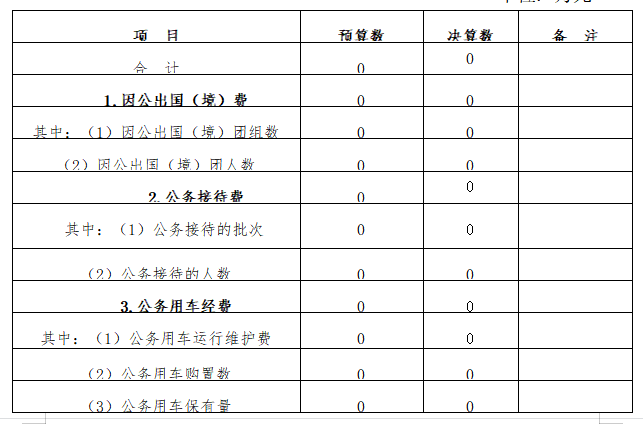 项 目 预算数 决算数 备 注
合 计 0 0
1.因公出国（境）费 0 0
其中：（1）因公出国（境）团组数 0 0
（2）因公出国（境）团人数 0 0
2.公务接待费 0 0
其中：（1）公务接待的批次 0 0
（2）公务接待的人数 0 0
3.公务用车经费 0 0
其中：（1）公务用车运行维护费 0 0
（2）公务用车购置数 0 0
（3）公务用车保有量 0 0